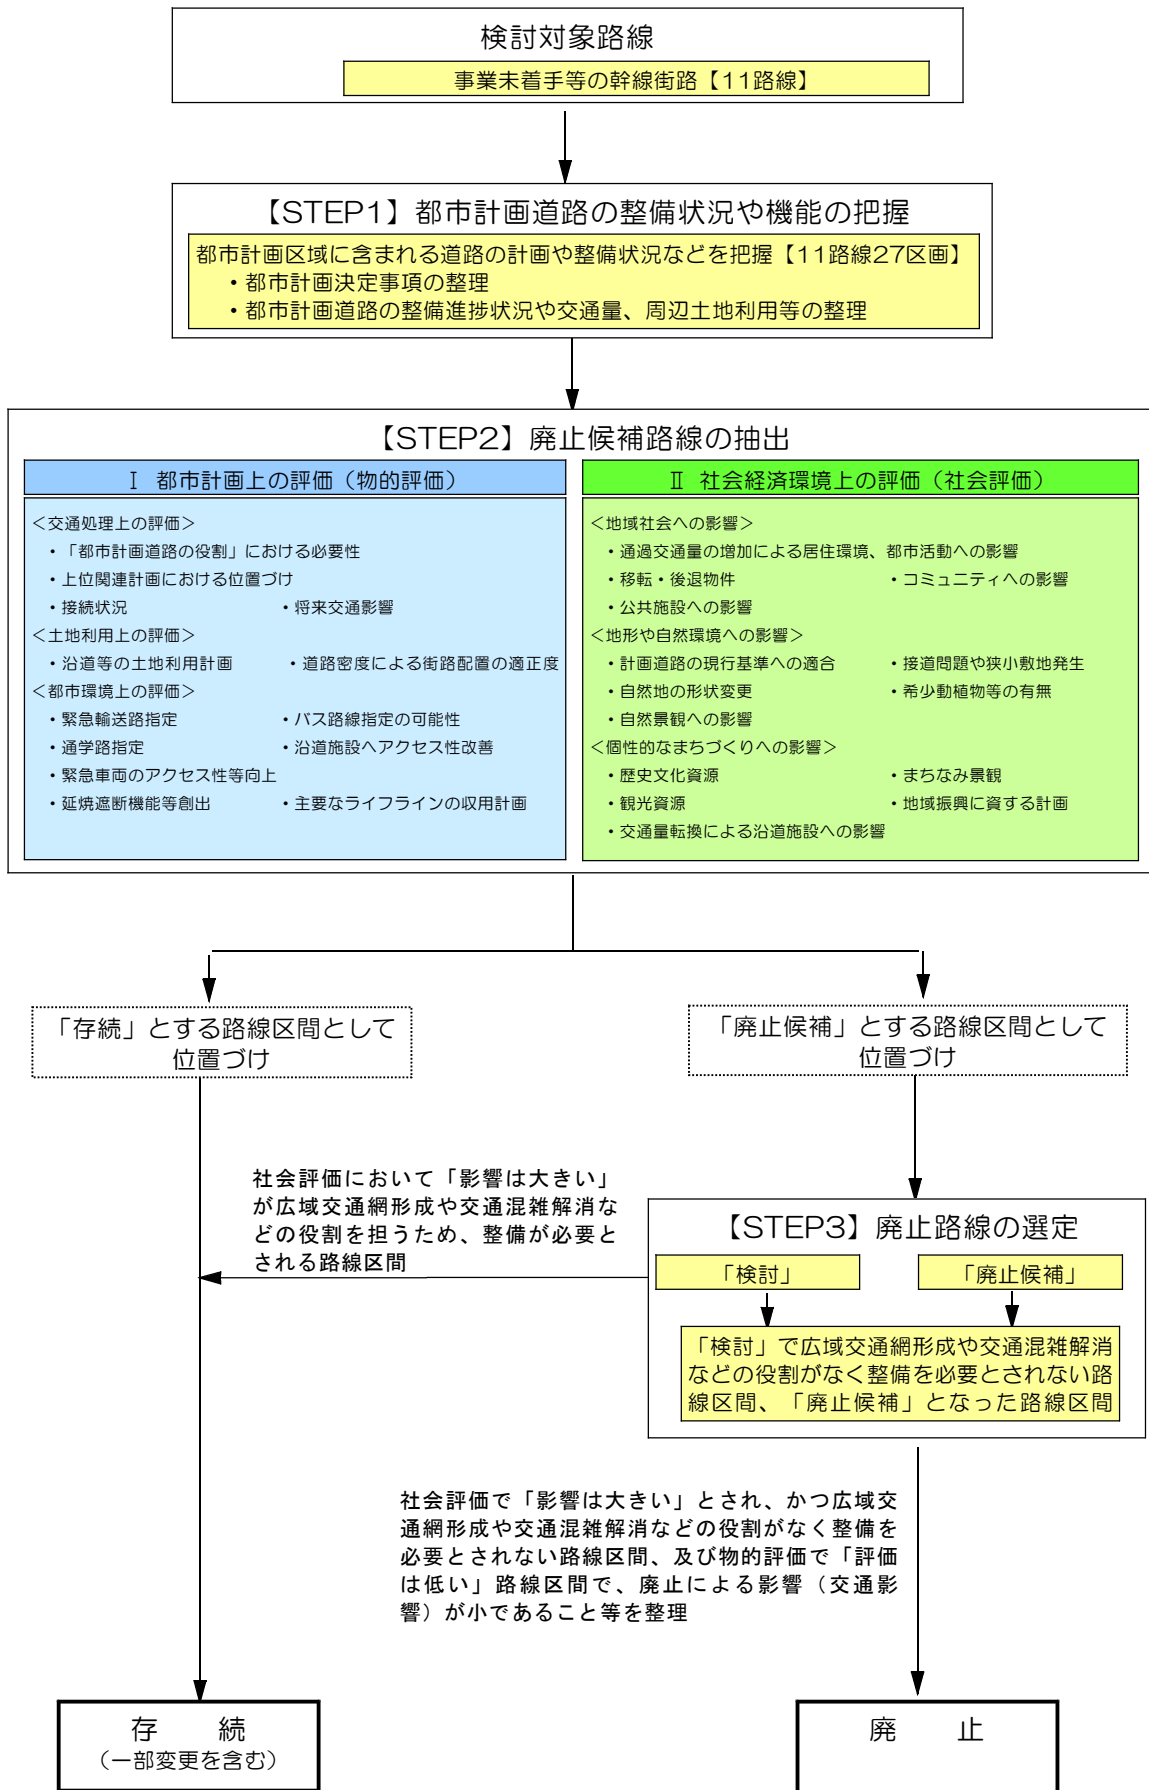 検討対象路線
事業未着手等の幹線街路【11路線】
【STEP1】都市計画道路の整備状況や機能の把握
都市計画区域に含まれる道路の計画や整備状況などを把握【11路線27区画】
・都市計画決定事項の整理
・都市計画道路の整備進捗状況や交通量、周辺土地利用等の整理
【STEP2】廃止候補路線の抽出
Ⅰ 都市計画上の評価（物的評価）
＜交通処理上の評価＞
・「都市計画道路の役割」における必要性
・上位関連計画における位置づけ
・接続状況 ・将来交通影響
＜土地利用上の評価＞
・沿道等の土地利用計画 ・道路密度による街路配置の適正度
＜都市環境上の評価＞
・緊急輸送路指定 ・バス路線指定の可能性
・通学路指定 ・沿道施設へアクセス性改善
・緊急車両のアクセス性等向上
・延焼遮断機能等創出 ・主要なライフラインの収用計画
Ⅱ 社会経済環境上の評価（社会評価）
＜地域社会への影響＞
・通過交通量の増加による居住環境、都市活動への影響
・移転・後退物件 ・コミュニティへの影響
・公共施設への影響
＜地形や自然環境への影響＞
・計画道路の現行基準への適合 ・接道問題や狭小敷地発生
・自然地の形状変更 ・希少動植物等の有無
・自然景観への影響
＜個性的なまちづくりへの影響＞
・歴史文化資源 ・まちなみ景観
・観光資源 ・地域振興に資する計画
・交通量転換による沿道施設への影響
「存続」とする路線区間として
位置づけ
「廃止候補」とする路線区間として
位置づけ
社会評価において「影響は大きい」
が広域交通網形成や交通混雑解消な
どの役割を担うため、整備が必要と
される路線区間
【STEP3】廃止路線の選定
「検討」 「廃止候補」
「検討」で広域交通網形成や交通混雑解消
などの役割がなく整備を必要とされない路
線区間、「廃止候補」となった路線区間
社会評価で「影響は大きい」とされ、かつ広域交
通網形成や交通混雑解消などの役割がなく整備を
必要とされない路線区間、及び物的評価で「評価
は低い」路線区間で、廃止による影響（交通影
響）が小であること等を整理
存 続
（一部変更を含む）
廃 止